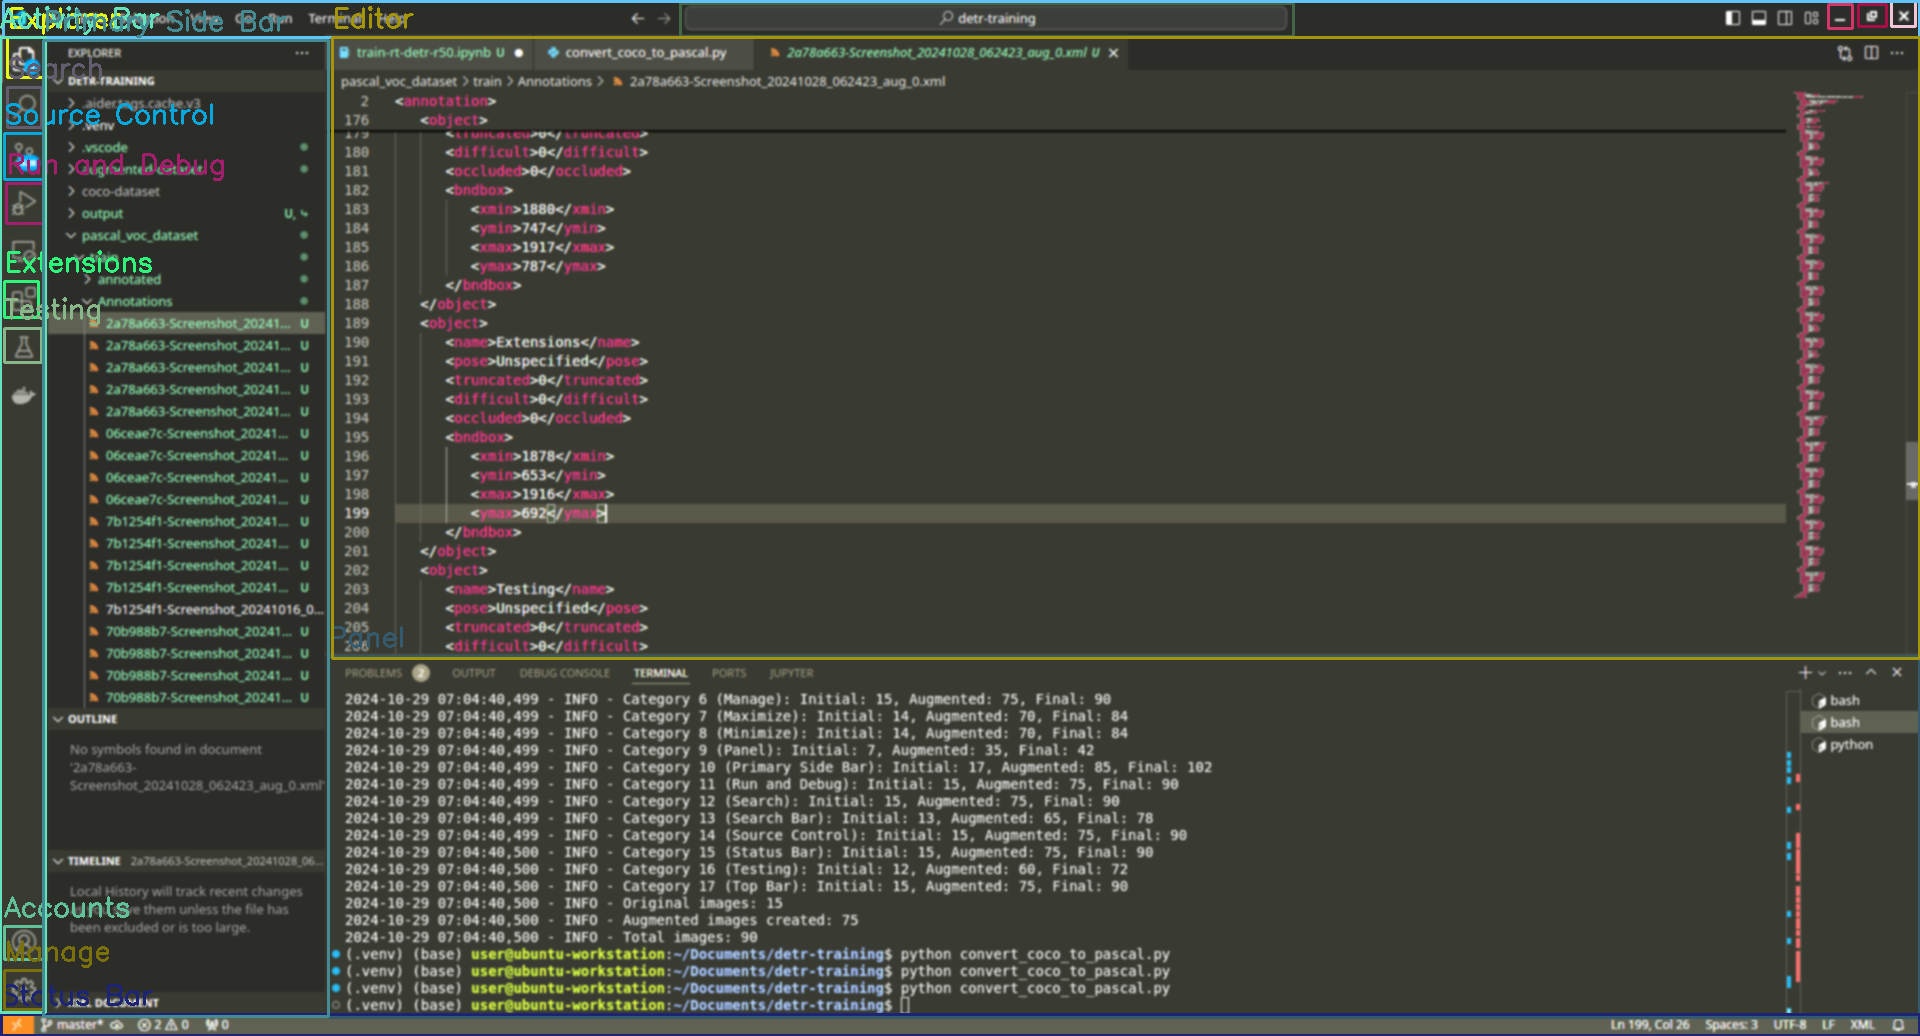 Primary Side Bar
Editor
detr-training
EXPLORER
train-rt-detr-r50.ipynb U
convert_coco_to_pascal.py
2a78a663-Screenshot_20241028_062423_aug_0.xml U
Search
DETR-TRAINING
pascal_voc_dataset > train > Annotations > 2a78a663-Screenshot_20241028_062423_aug_0.xml
.aider.tags.cache.v3
Source Control
.venv
.vscode
Run and Debug
coco-dataset
output U,
pascal_voc_dataset
Extensions
annotated
Annotations
Testing
2a78a663-Screenshot_20241... U
2a78a663-Screenshot_20241... U
2a78a663-Screenshot_20241... U
2a78a663-Screenshot_20241... U
2a78a663-Screenshot_20241... U
06ceae7c-Screenshot_20241... U
06ceae7c-Screenshot_20241... U
06ceae7c-Screenshot_20241... U
06ceae7c-Screenshot_20241... U
7b1254f1-Screenshot_20241... U
7b1254f1-Screenshot_20241... U
7b1254f1-Screenshot_20241... U
7b1254f1-Screenshot_20241... U
7b1254f1-Screenshot_20241016_0...
70b988b7-Screenshot_20241... U
70b988b7-Screenshot_20241... U
70b988b7-Screenshot_20241... U
70b988b7-Screenshot_20241... U
OUTLINE
No symbols found in document
'2a78a663-
Screenshot_20241028_062423_aug_0.xml'
TIMELINE 2a78a663-Screenshot_20241028_06...
Local History will track recent changes
Accounts
them unless the file has
been excluded or is too large.
Manage
Status Bar
2 <annotation>
176 <object>
179 <truncated>0</truncated>
180 <difficult>0</difficult>
181 <occluded>0</occluded>
182 <bndbox>
183 <xmin>1880</xmin>
184 <ymin>747</ymin>
185 <xmax>1917</xmax>
186 <ymax>787</ymax>
187 </bndbox>
188 </object>
189 <object>
190 <name>Extensions</name>
191 <pose>Unspecified</pose>
192 <truncated>0</truncated>
193 <difficult>0</difficult>
194 <occluded>0</occluded>
195 <bndbox>
196 <xmin>1878</xmin>
197 <ymin>653</ymin>
198 <xmax>1916</xmax>
199 <ymax>692</ymax>
200 </bndbox>
201 </object>
202 <object>
203 <name>Testing</name>
204 <pose>Unspecified</pose>
205 <truncated>0</truncated>
Panel
206 <difficult>0</difficult>
PROBLEMS 2 OUTPUT DEBUG CONSOLE TERMINAL PORTS JUPYTER
2024-10-29 07:04:40,499 - INFO - Category 6 (Manage): Initial: 15, Augmented: 75, Final: 90
2024-10-29 07:04:40,499 - INFO - Category 7 (Maximize): Initial: 14, Augmented: 70, Final: 84
2024-10-29 07:04:40,499 - INFO - Category 8 (Minimize): Initial: 14, Augmented: 70, Final: 84
2024-10-29 07:04:40,499 - INFO - Category 9 (Panel): Initial: 7, Augmented: 35, Final: 42
2024-10-29 07:04:40,499 - INFO - Category 10 (Primary Side Bar): Initial: 17, Augmented: 85, Final: 102
2024-10-29 07:04:40,499 - INFO - Category 11 (Run and Debug): Initial: 15, Augmented: 75, Final: 90
2024-10-29 07:04:40,499 - INFO - Category 12 (Search): Initial: 15, Augmented: 75, Final: 90
2024-10-29 07:04:40,499 - INFO - Category 13 (Search Bar): Initial: 13, Augmented: 65, Final: 78
2024-10-29 07:04:40,499 - INFO - Category 14 (Source Control): Initial: 15, Augmented: 75, Final: 90
2024-10-29 07:04:40,500 - INFO - Category 15 (Status Bar): Initial: 15, Augmented: 75, Final: 90
2024-10-29 07:04:40,500 - INFO - Category 16 (Testing): Initial: 12, Augmented: 60, Final: 72
2024-10-29 07:04:40,500 - INFO - Category 17 (Top Bar): Initial: 15, Augmented: 75, Final: 90
2024-10-29 07:04:40,500 - INFO - Original images: 15
2024-10-29 07:04:40,500 - INFO - Augmented images created: 75
2024-10-29 07:04:40,500 - INFO - Total images: 90
(.venv) (base) user@ubuntu-workstation:~/Documents/detr-training$ python convert_coco_to_pascal.py
(.venv) (base) user@ubuntu-workstation:~/Documents/detr-training$ python convert_coco_to_pascal.py
(.venv) (base) user@ubuntu-workstation:~/Documents/detr-training$ python convert_coco_to_pascal.py
(.venv) (base) user@ubuntu-workstation:~/Documents/detr-training$
bash
bash
python
master* 2 0 0
Ln 199, Col 26 Spaces: 3 UTF-8 LF XML